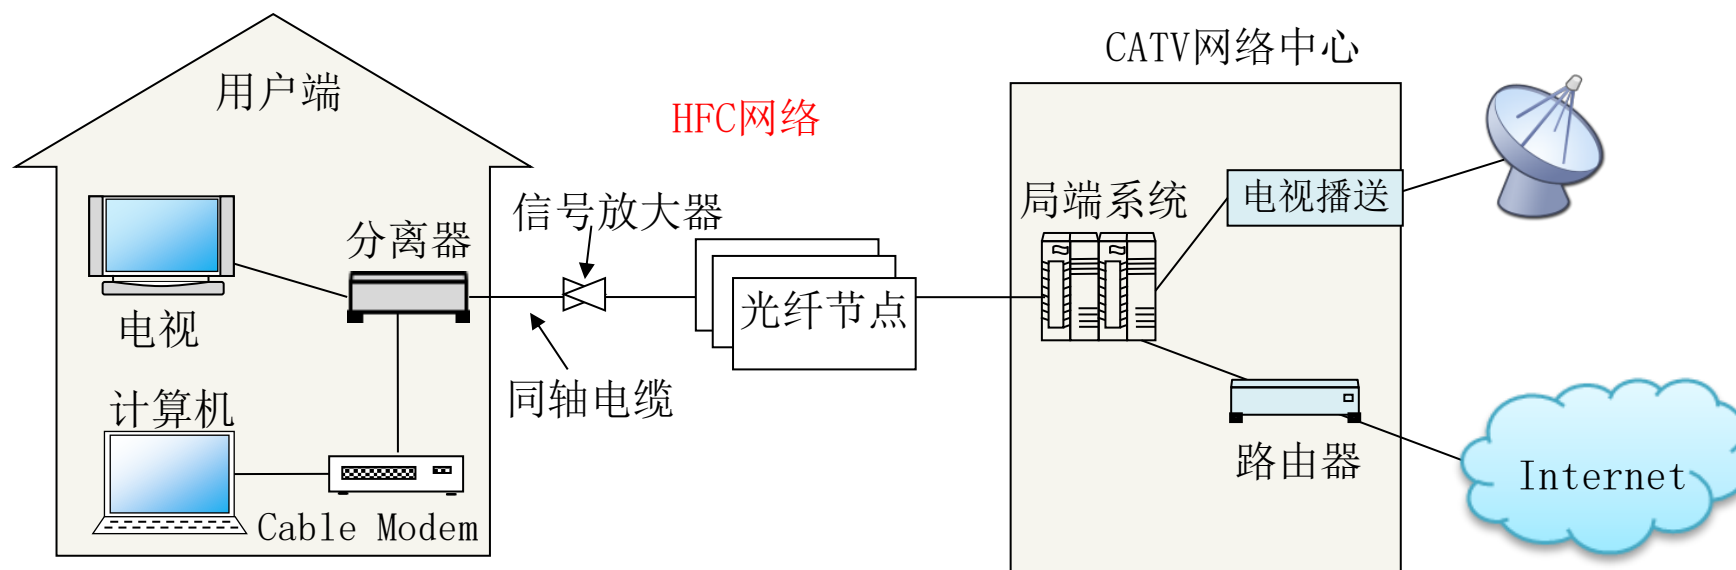 CATV网络中心
用户端
HFC网络
信号放大器
局端系统
电视播送
分离器
光纤节点
电视
同轴电缆
计算机
路由器
Internet
Cable Modem